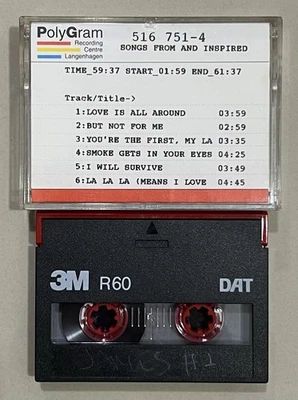 PolyGram
Recording
Centre
Langenhagen
516 751-4
SONGS FROM AND INSPIRED
TIME_59:37 START_01:59 END_61:37
Track/Title->
1:LOVE IS ALL AROUND 03:59
2:BUT NOT FOR ME 02:59
3:YOU'RE THE FIRST, MY LA 03:35
4:SMOKE GETS IN YOUR EYES 04:25
5:I WILL SURVIVE 03:49
6:LA LA LA (MEANS I LOVE 04:45
3M R60 DAT